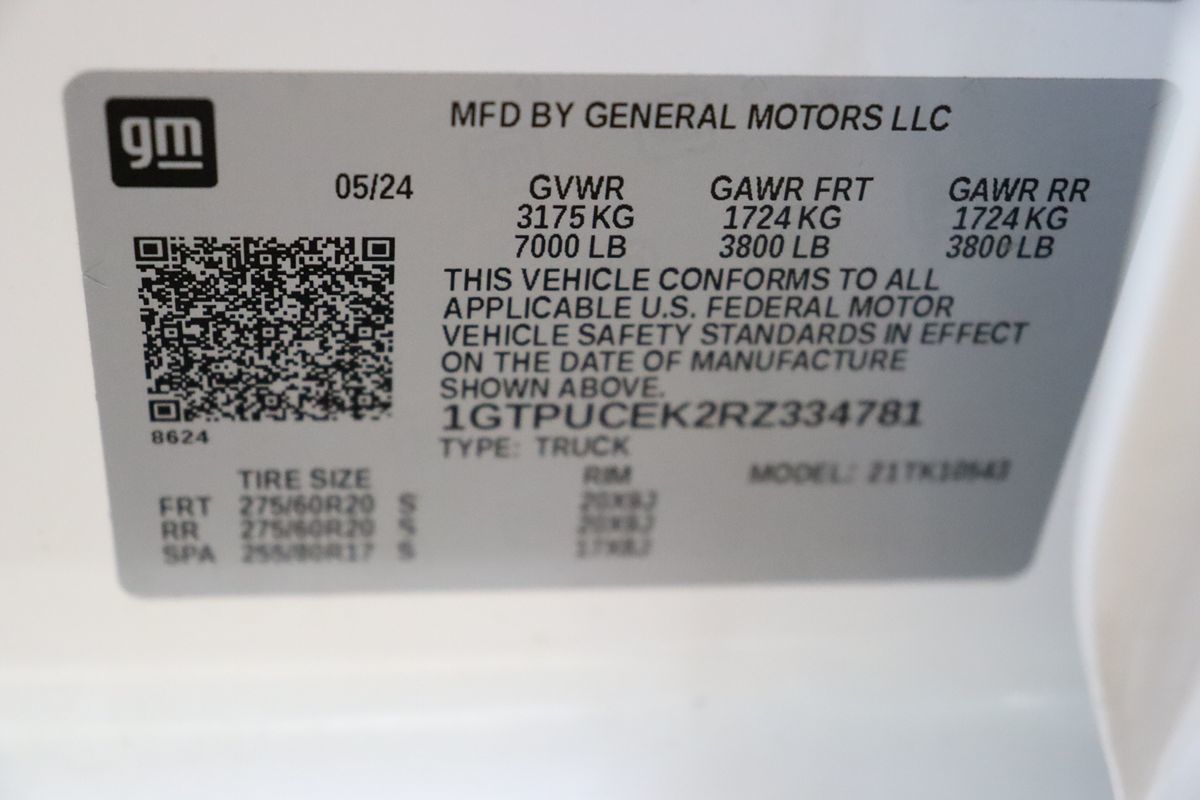 gm
MFD BY GENERAL MOTORS LLC
05/24 GVWR GAWR FRT GAWR RR
3175 KG 1724 KG 1724 KG
7000 LB 3800 LB 3800 LB
THIS VEHICLE CONFORMS TO ALL
APPLICABLE U.S. FEDERAL MOTOR
VEHICLE SAFETY STANDARDS IN EFFECT
ON THE DATE OF MANUFACTURE
SHOWN ABOVE.
1GTPUCEK2RZ334781
8624
TYPE: TRUCK
TIRE SIZE RIM MODEL:
FRT 275/60R20 S
RR 275/60R20 S
SPA 255/80R17 S